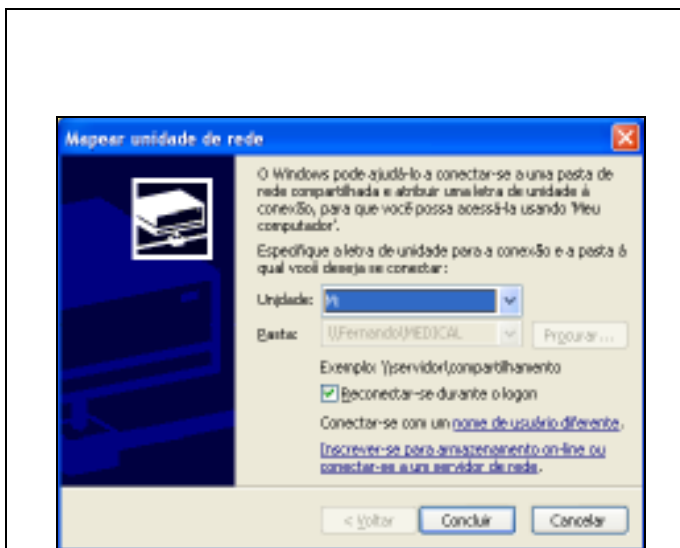 Mapear unidade de rede
O Windows pode ajudá-lo a conectar-se a uma pasta de
rede compartilhada e atribuir uma letra de unidade à
conexão, para que você possa acessá-la usando 'Meu
computador'.
Especifique a letra de unidade para a conexão e a pasta à
qual você deseja se conectar:
Unidade:
Pasta: \\Fernando\MEDICAL Procurar...
Exemplo: \\servidor\compartilhamento
Reconectar-se durante o logon
Conectar-se com um nome de usuário diferente.
Inscrever-se para armazenamento on-line ou
conectar-se a um servidor de rede.
< Voltar Concluir Cancelar